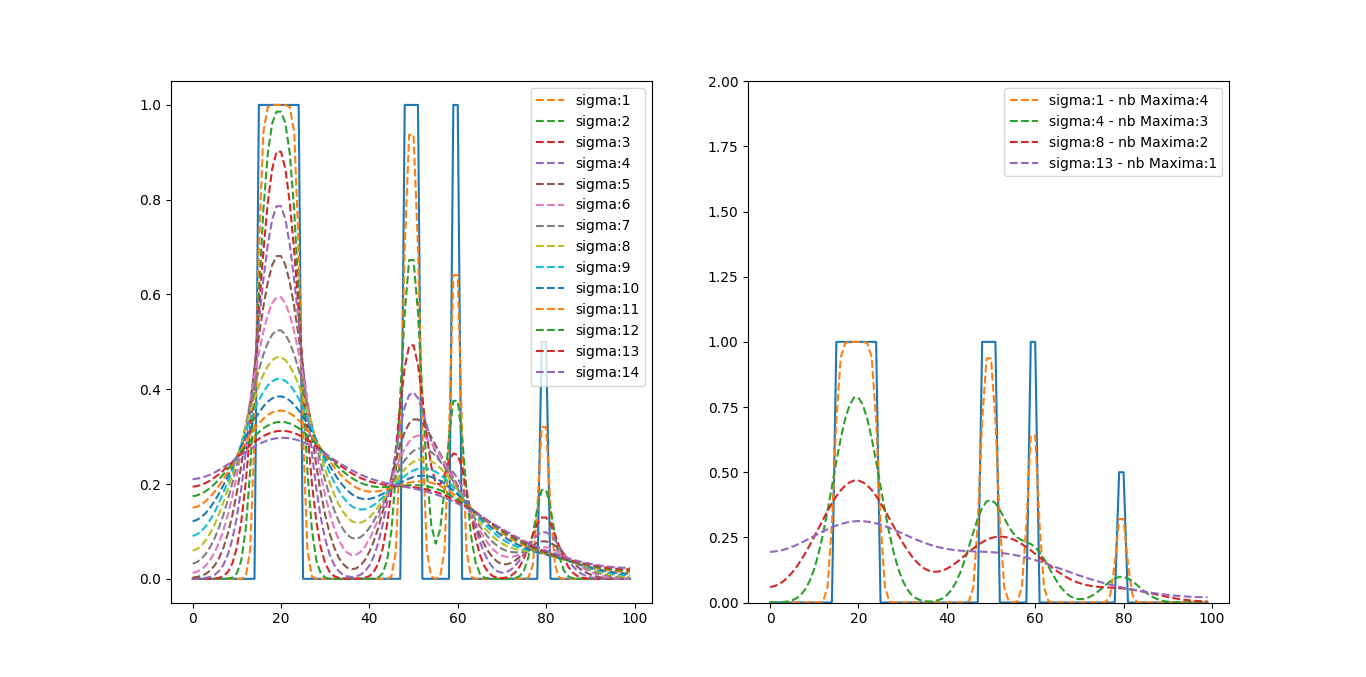 1.0
0.8
0.6
0.4
0.2
0.0
0
20
40
60
80
100
sigma:1
sigma:2
sigma:3
sigma:4
sigma:5
sigma:6
sigma:7
sigma:8
sigma:9
sigma:10
sigma:11
sigma:12
sigma:13
sigma:14
2.00
1.75
1.50
1.25
1.00
0.75
0.50
0.25
0.00
0
20
40
60
80
100
sigma:1 - nb Maxima:4
sigma:4 - nb Maxima:3
sigma:8 - nb Maxima:2
sigma:13 - nb Maxima:1